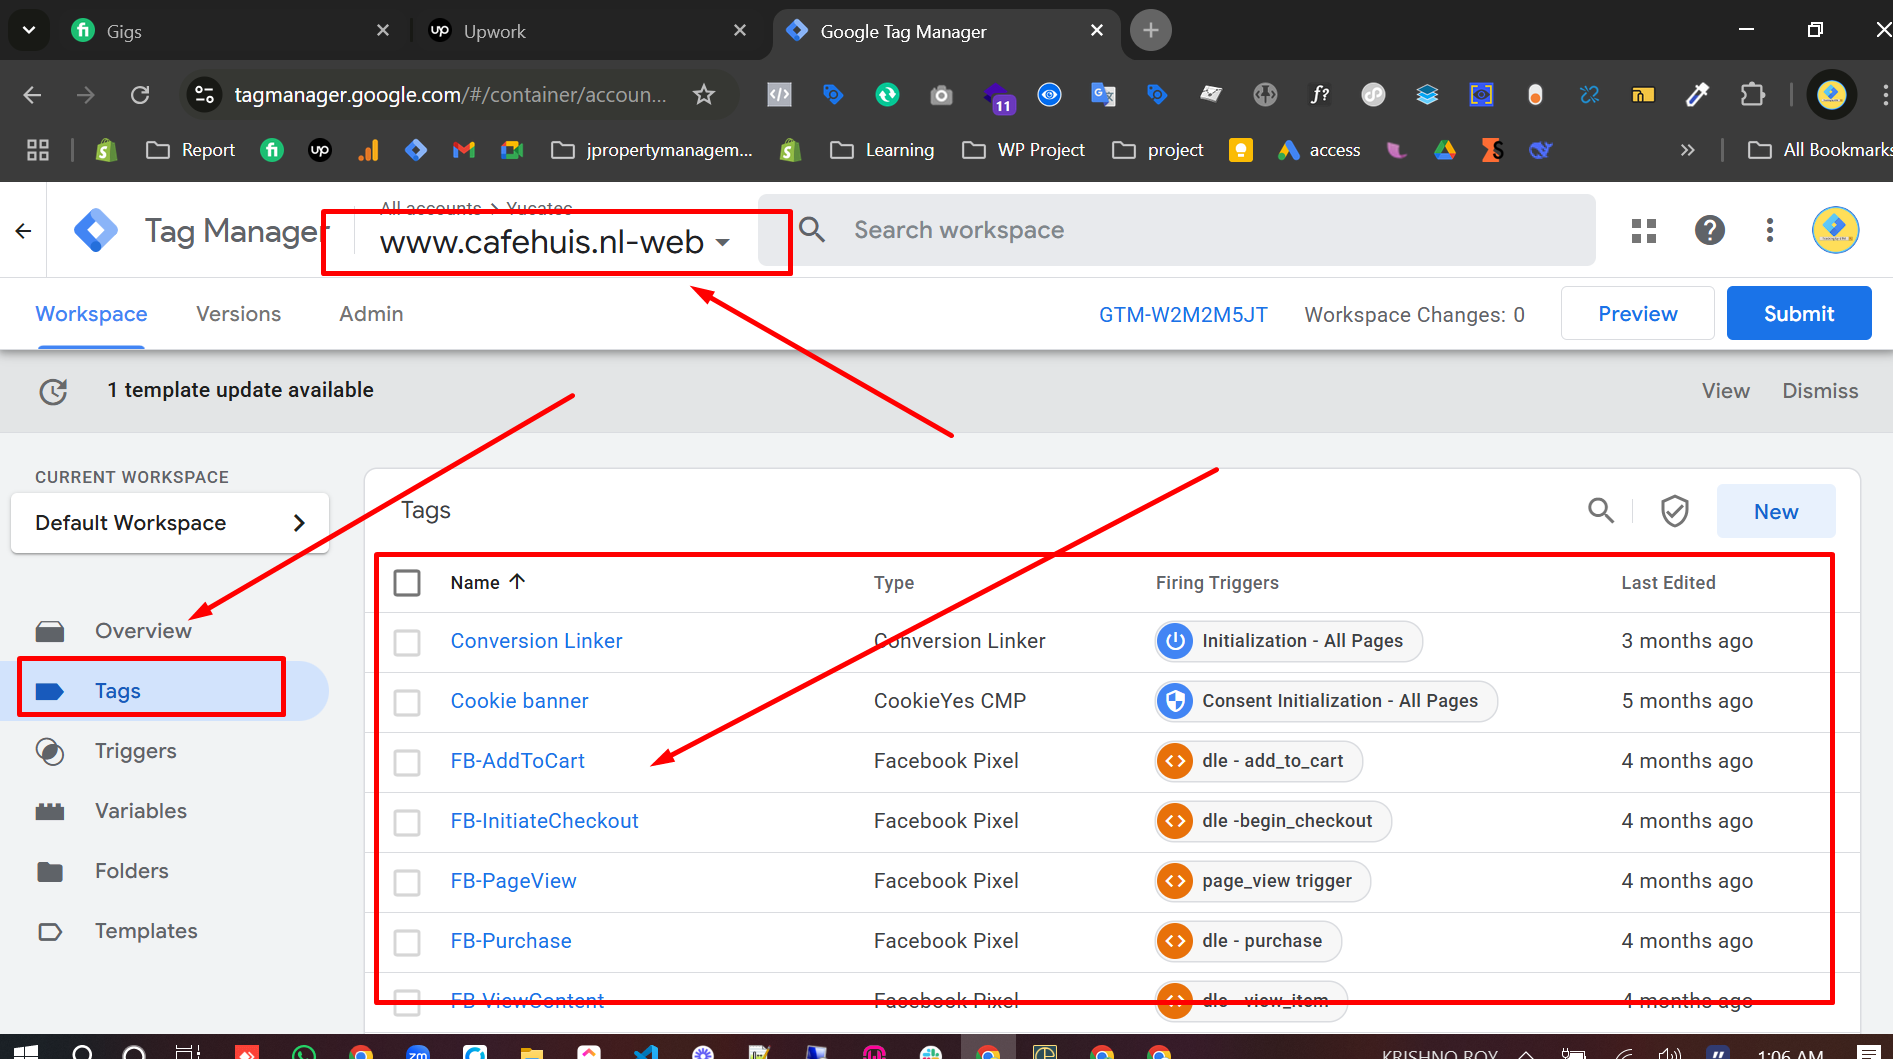 Gigs
Upwork
Google Tag Manager
tagmanager.google.com/#/container/accoun...
11
f?
Report
up
jpropertymanagem...
Learning
WP Project
project
access
All Bookmarks
Tag Manager
All accounts > Yucatec
www.cafehuis.nl-web
Search workspace
Workspace
Versions
Admin
GTM-W2M2M5JT
Workspace Changes: 0
Preview
Submit
1 template update available
View
Dismiss
CURRENT WORKSPACE
Default Workspace
Overview
Tags
Triggers
Variables
Folders
Templates
Tags
New
Name Type Firing Triggers Last Edited
Conversion Linker Conversion Linker Initialization - All Pages 3 months ago
Cookie banner CookieYes CMP Consent Initialization - All Pages 5 months ago
FB-AddToCart Facebook Pixel dle - add_to_cart 4 months ago
FB-InitiateCheckout Facebook Pixel dle -begin_checkout 4 months ago
FB-PageView Facebook Pixel page_view trigger 4 months ago
FB-Purchase Facebook Pixel dle - purchase 4 months ago
FB-ViewContent Facebook Pixel dle - view_item 4 months ago
zm
KRISHNO ROY
1:06 AM